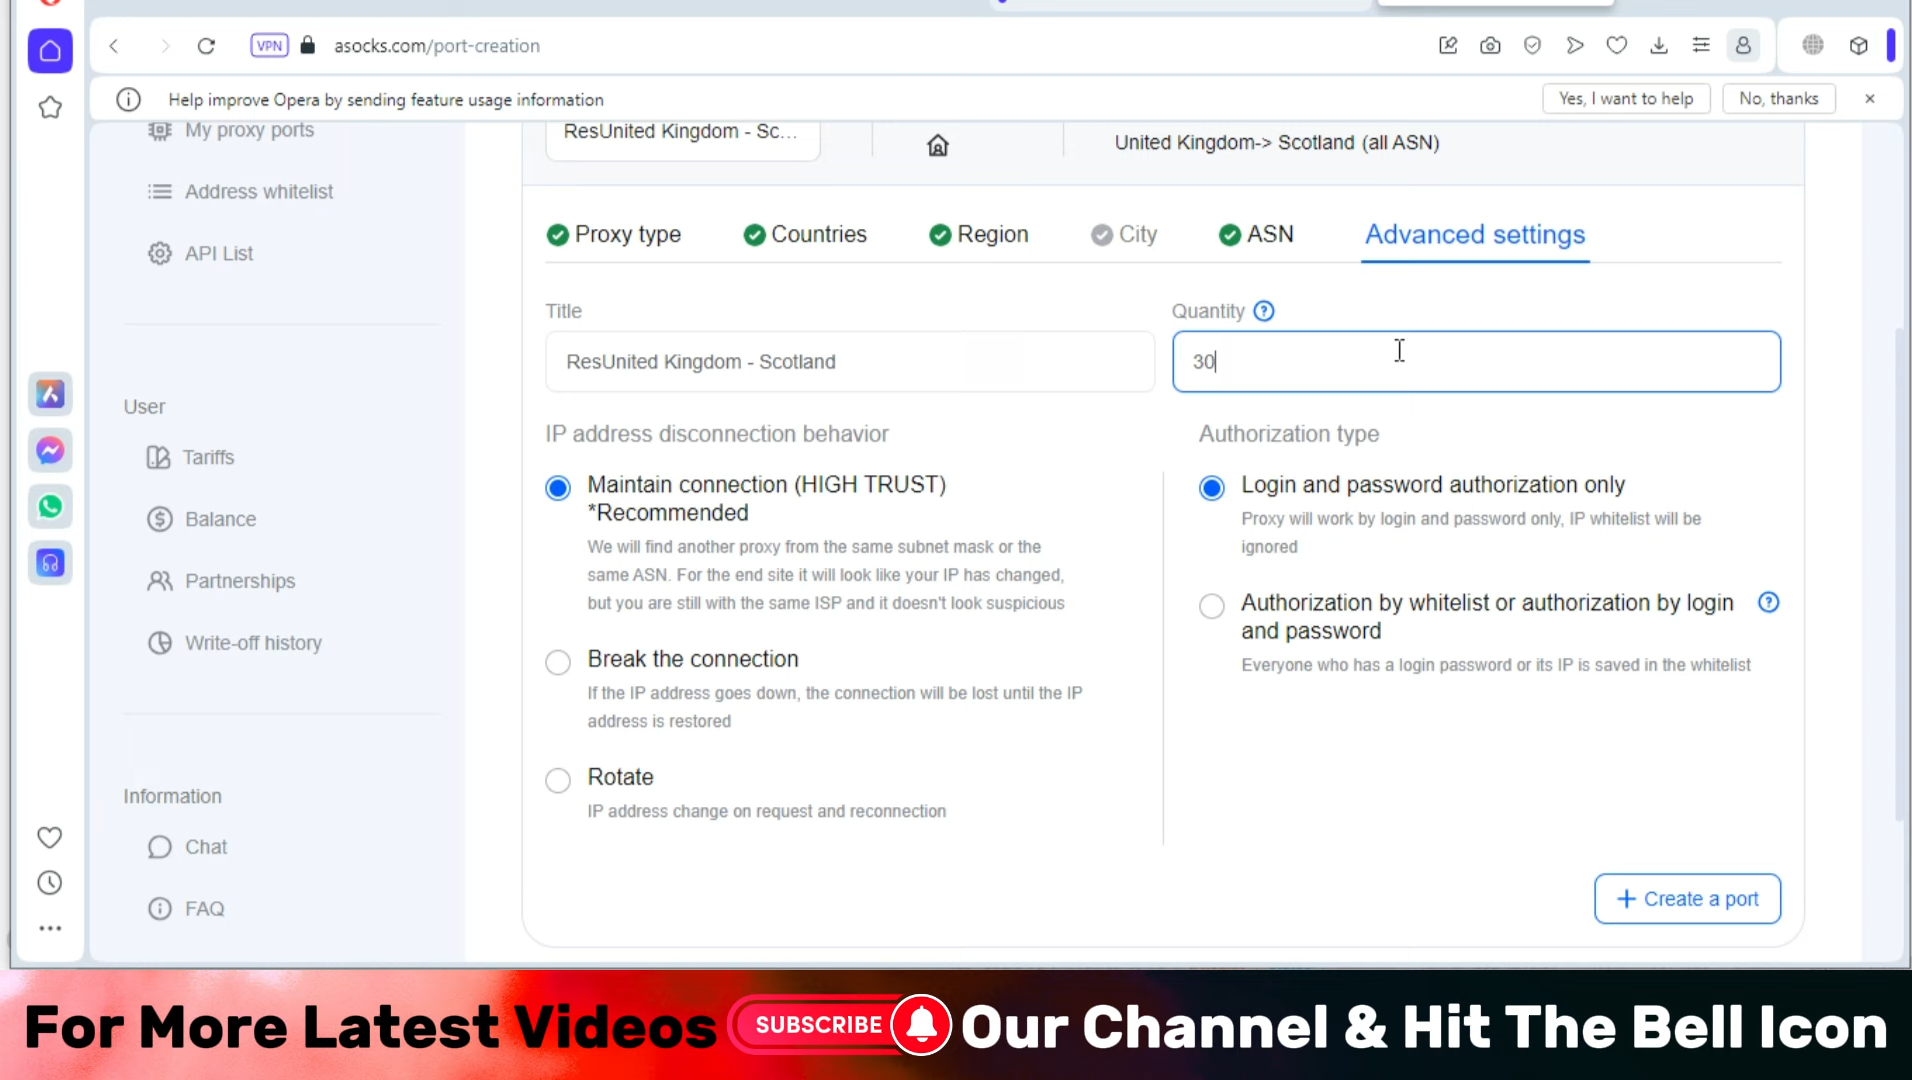 VPN
asocks.com/port-creation
Help improve Opera by sending feature usage information
Yes, I want to help
No, thanks
My proxy ports
Address whitelist
API List
User
Tariffs
Balance
Partnerships
Write-off history
Information
Chat
FAQ
ResUnited Kingdom - Sc...
United Kingdom-> Scotland (all ASN)
Proxy type
Countries
Region
City
ASN
Advanced settings
Title
ResUnited Kingdom - Scotland
Quantity ?
30
IP address disconnection behavior
Maintain connection (HIGH TRUST)
*Recommended
We will find another proxy from the same subnet mask or the
same ASN. For the end site it will look like your IP has changed,
but you are still with the same ISP and it doesn't look suspicious
Break the connection
If the IP address goes down, the connection will be lost until the IP
address is restored
Rotate
IP address change on request and reconnection
Authorization type
Login and password authorization only
Proxy will work by login and password only, IP whitelist will be
ignored
Authorization by whitelist or authorization by login
and password
?
Everyone who has a login password or its IP is saved in the whitelist
+ Create a port
For More Latest Videos SUBSCRIBE Our Channel & Hit The Bell Icon